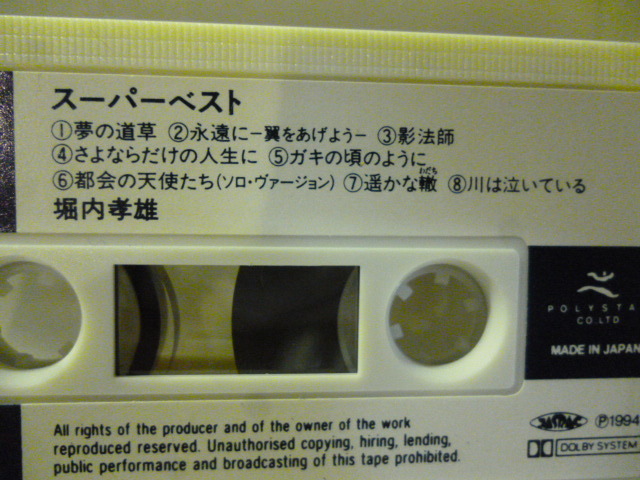 スーパーベスト
①夢の道草 ②永遠に－翼をあげよう－ ③影法師
④さよならだけの人生に ⑤ガキの頃のように
⑥都会の天使たち(ソロ・ヴァージョン) ⑦遥かな轍 ⑧川は泣いている
わだち
堀内孝雄
POLYSTA
CO.LTD
MADE IN JAPAN
All rights of the producer and of the owner of the work
reproduced reserved. Unauthorised copying, hiring, lending,
public performance and broadcasting of this tape prohibited.
JASRAC Ⓟ1994
DOLBY SYSTEM